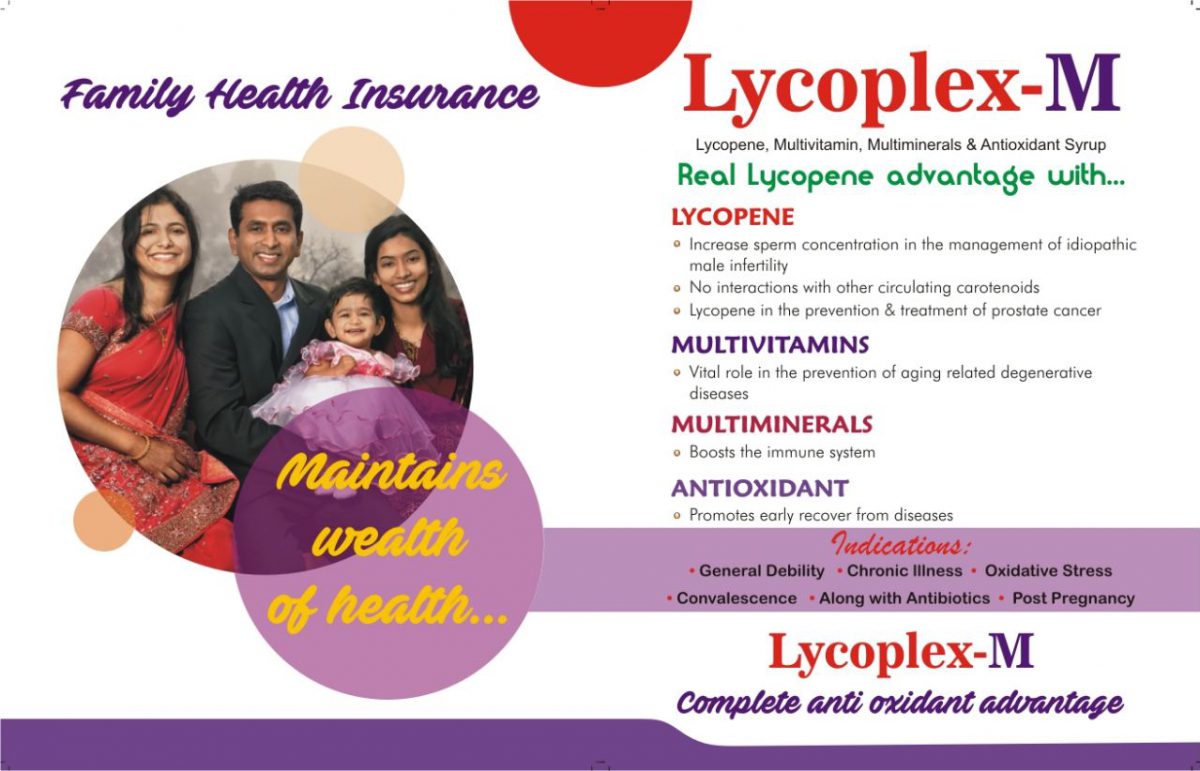 Family Health Insurance
Maintains
wealth
of health...
Lycoplex-M
Lycopene, Multivitamin, Multiminerals & Antioxidant Syrup
Real Lycopene advantage with...
LYCOPENE
Increase sperm concentration in the management of idiopathic
male infertility
No interactions with other circulating carotenoids
Lycopene in the prevention & treatment of prostate cancer
MULTIVITAMINS
Vital role in the prevention of aging related degenerative
diseases
MULTIMINERALS
Boosts the immune system
ANTIOXIDANT
Promotes early recover from diseases
Indications:
• General Debility • Chronic Illness • Oxidative Stress
• Convalescence • Along with Antibiotics • Post Pregnancy
Lycoplex-M
Complete anti oxidant advantage